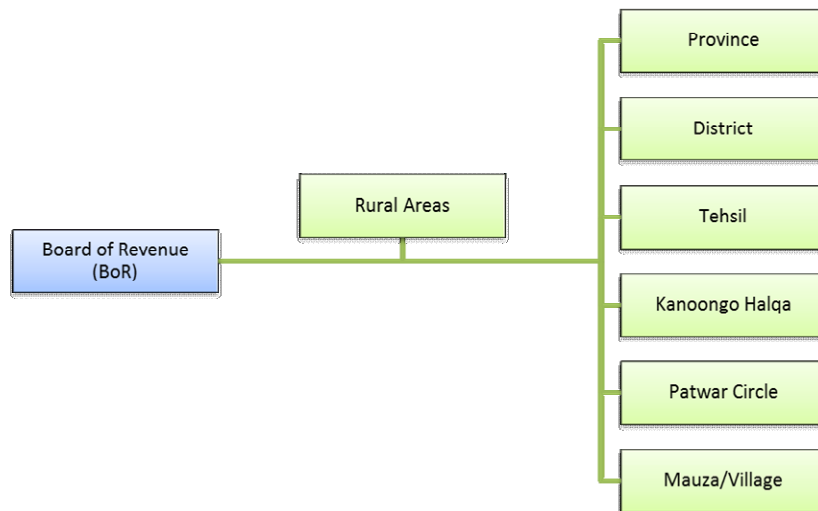 Province
District
Rural Areas
Tehsil
Board of Revenue
(BoR)
Kanoongo Halqa
Patwar Circle
Mauza/Village